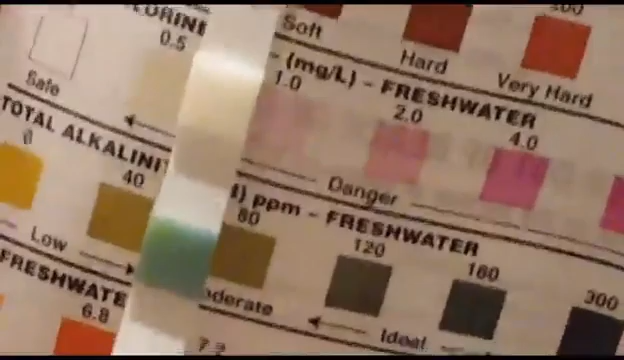 LORINE
0.5
Safe
Soft
Hard
Very Hard
- (mg/L) - FRESHWATER
1.0 2.0 4.0
Danger
TOTAL ALKALINI
0 40
l) ppm - FRESHWATER
80 120 180 300
Low
derate
Ideal
FRESHWATE
6.8